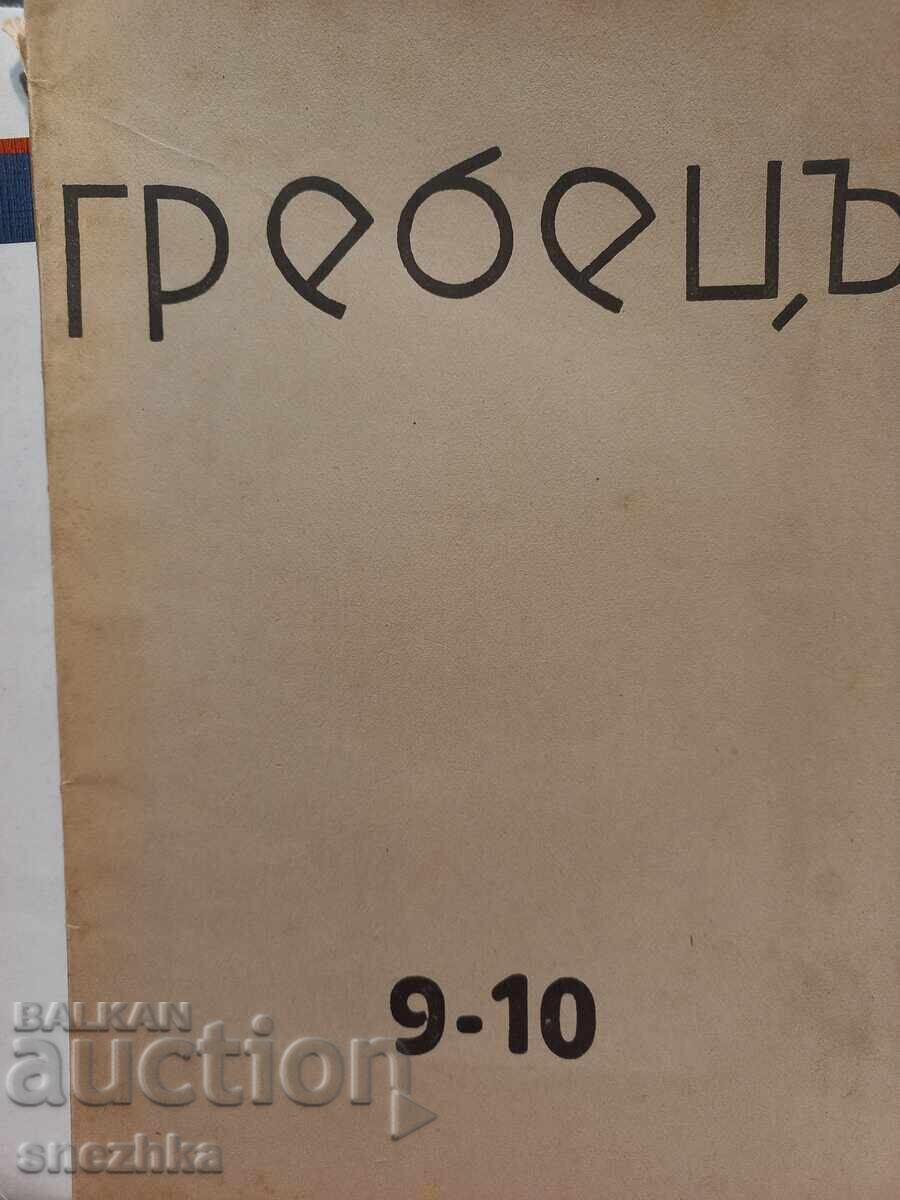 гребецъ
9-10
BALKAN
auction
snezhka